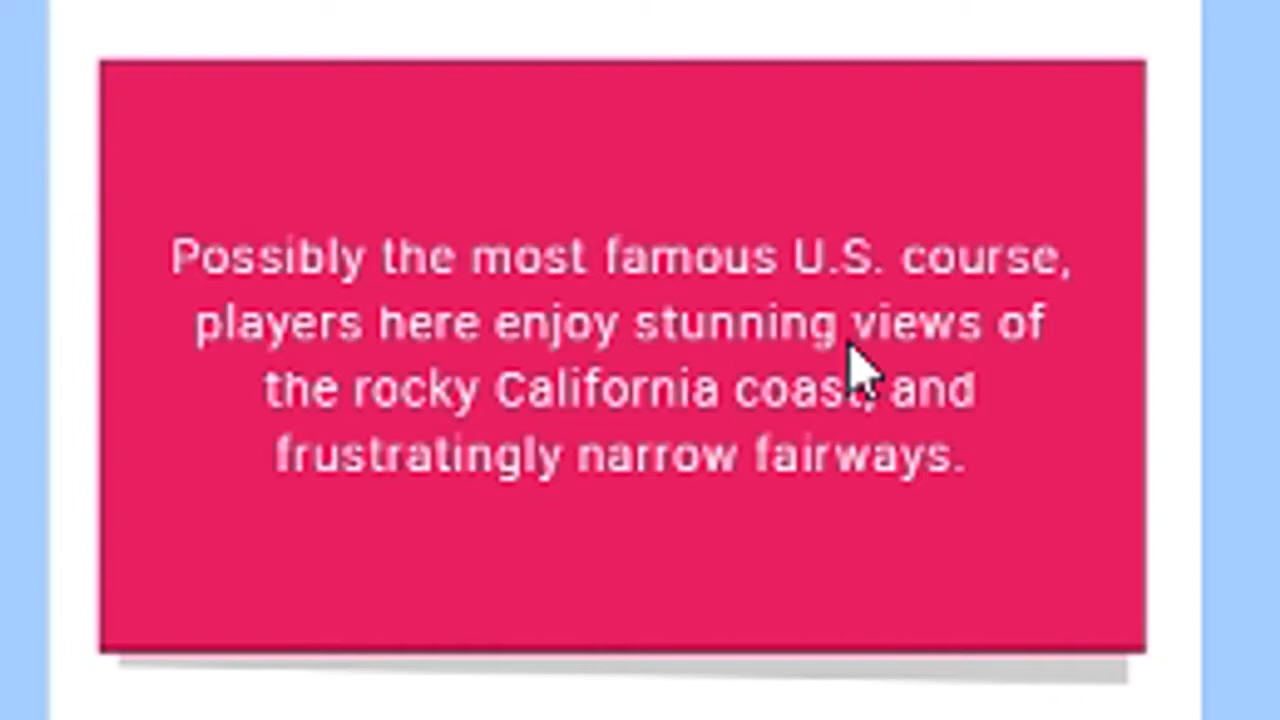 Possibly the most famous U.S. course,
players here enjoy stunning views of
the rocky California coast, and
frustratingly narrow fairways.